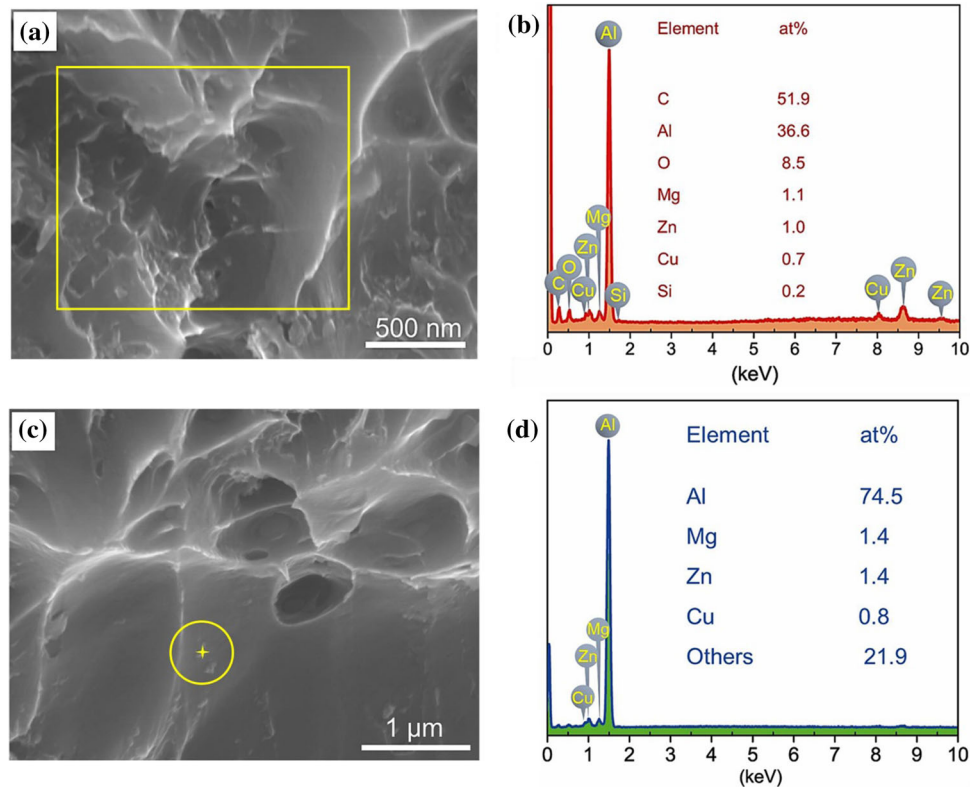 (a)
500 nm
(b)
Element at%
C 51.9
Al 36.6
O 8.5
Mg 1.1
Zn 1.0
Cu 0.7
Si 0.2
Al
Mg
Zn
O
C
Cu
Si
Cu
Zn
Zn
0 1 2 3 4 5 6 7 8 9 10
(keV)
(c)
1 μm
(d)
Element at%
Al 74.5
Mg 1.4
Zn 1.4
Cu 0.8
Others 21.9
Al
Mg
Zn
Cu
0 1 2 3 4 5 6 7 8 9 10
(keV)